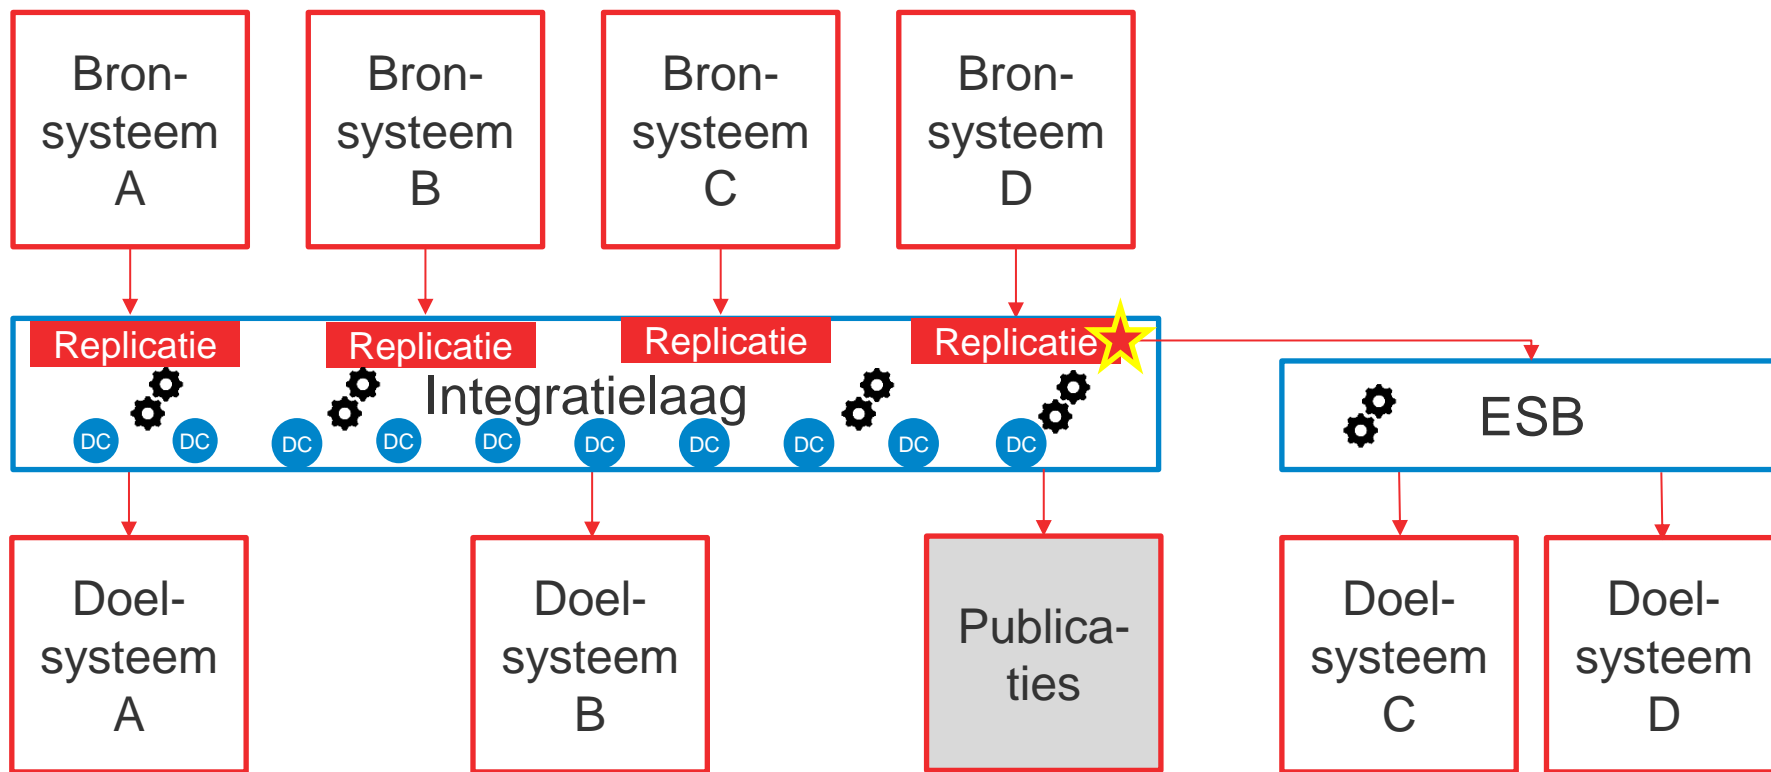 Bron-
systeem
A
Bron-
systeem
B
Bron-
systeem
C
Bron-
systeem
D
Replicatie
Replicatie
Replicatie
Replicatie
Integratielaag
ESB
DC
DC
DC
DC
DC
DC
DC
DC
DC
DC
Doel-
systeem
A
Doel-
systeem
B
Publica-
ties
Doel-
systeem
C
Doel-
systeem
D